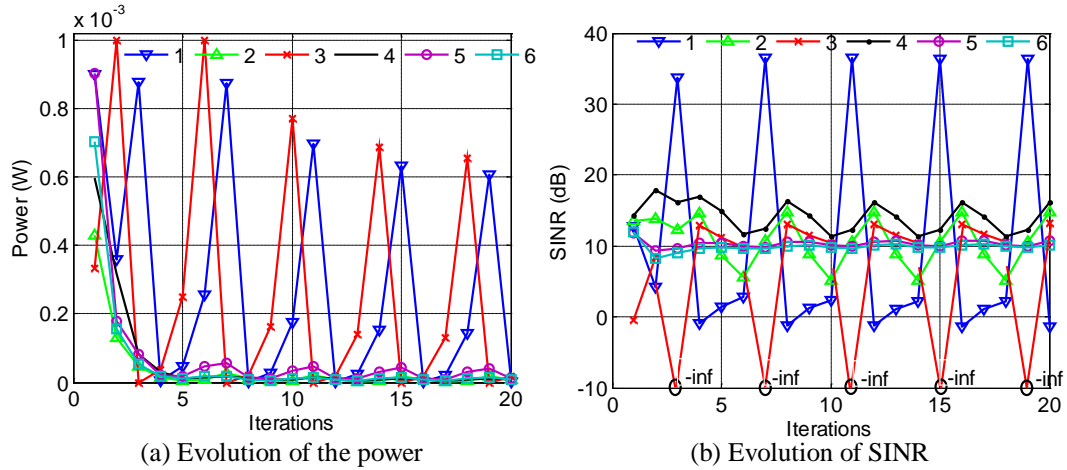 x 10⁻³
1 2 3 4 5 6
1
0.8
0.6
0.4
0.2
0
0 5 10 15 20
Power (W)
Iterations
(a) Evolution of the power
1 2 3 4 5 6
40
30
20
10
0
-10
0 5 10 15 20
SINR (dB)
-inf -inf -inf -inf -inf
Iterations
(b) Evolution of SINR